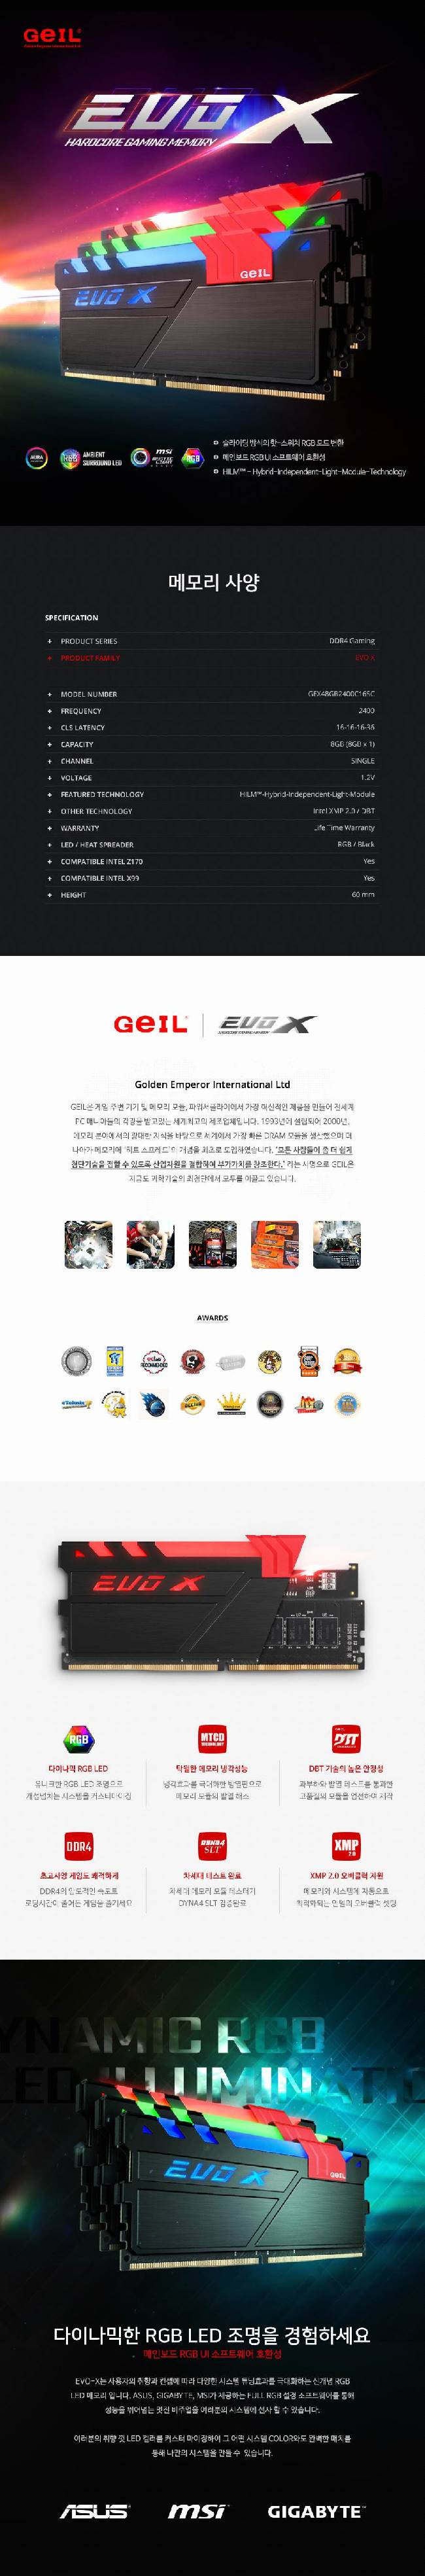 GeIL
EVO X
HARDCORE GAMING MEMORY
GeIL
EVO X
AURA
RGB
AMBIENT
SURROUND LED
msi
MYSTIC
LIGHT
RGB
슬라이딩 방식의 핫-스위치 RGB 모드 변환
메인보드 RGB UI 소프트웨어 호환성
HILM™ - Hybrid-Independent-Light-Module-Technology
메모리 사양
SPECIFICATION
+ PRODUCT SERIES DDR4 Gaming
+ PRODUCT FAMILY EVO X
+ MODEL NUMBER GEX48GB2400C16SC
+ FREQUENCY 2400
+ CLS LATENCY 16-16-16-36
+ CAPACITY 8GB (8GB x 1)
+ CHANNEL SINGLE
+ VOLTAGE 1.2V
+ FEATURED TECHNOLOGY HILM™-Hybrid-Independent-Light-Module
+ OTHER TECHNOLOGY Intel XMP 2.0 / DBT
+ WARRANTY Life Time Warranty
+ LED / HEAT SPREADER RGB / Black
+ COMPATIBLE INTEL Z170 Yes
+ COMPATIBLE INTEL X99 Yes
+ HEIGHT 60 mm
GeIL
EVO X
Golden Emperor International Ltd
GEIL은 게임 주변 기기 및 메모리 모듈, 파워서플라이에서 가장 혁신적인 제품을 만들어 전세계
PC 매니아들의 각광을 받고있는 세계최고의 제조업체입니다. 1993년에 설립되어 2000년,
메모리 분야에서의 광대한 지식을 바탕으로 세계에서 가장 빠른 DRAM 모듈을 생산했으며 더
나아가 메모리에 '히트 스프레드'의 개념을 최초로 도입하였습니다. "모든 사람들이 좀 더 쉽게
첨단기술을 접할 수 있도록 산업자원을 결합하여 부가가치를 창조한다." 라는 사명으로 GEIL은
지금도 과학기술의 최첨단에서 모두를 이끌고 있습니다.
AWARDS
EVO X
RGB
MTCD
다이나믹 RGB LED
탁월한 메모리 냉각성능
DBT 기술의 높은 안정성
유니크한 RGB LED 조명으로
개성넘치는 시스템을 커스터마이징
냉각효과를 극대화한 방열판으로
메모리 모듈의 발열 해소
과부하와 발열 테스트를 통과한
고품질의 모듈을 엄선하여 제작
DDR4
DYNA4
SLT
XMP
2.0
초고사양 게임도 쾌적하게
차세대 테스트 완료
XMP 2.0 오버클럭 지원
DDR4의 압도적인 속도로
로딩시간이 줄어든 게임을 즐기세요
차세대 메모리 모듈 테스터기
DYNA4 SLT 검증완료
메모리와 시스템에 자동으로
최적화되는 인텔의 오버클럭 셋팅
YNAMIC RGB
LED ILLUMINATIO
EVO X
GeIL
다이나믹한 RGB LED 조명을 경험하세요
메인보드 RGB UI 소프트웨어 호환성
EVO-X는 사용자의 취향과 컨셉에 따라 다양한 시스템 튜닝효과를 극대화하는 신개념 RGB
LED 메모리 입니다. ASUS, GIGABYTE, MSI가 제공하는 FULL RGB 설정 소프트웨어를 통해
성능을 뛰어넘는 멋진 비주얼을 여러분의 시스템에 선사 할 수 있습니다.
여러분의 취향 껏 LED 컬러를 커스터 마이징하여 그 어떤 시스템 COLOR와도 완벽한 매치를
통해 나만의 시스템을 만들 수 있습니다.
ASUS
msi
GIGABYTE™